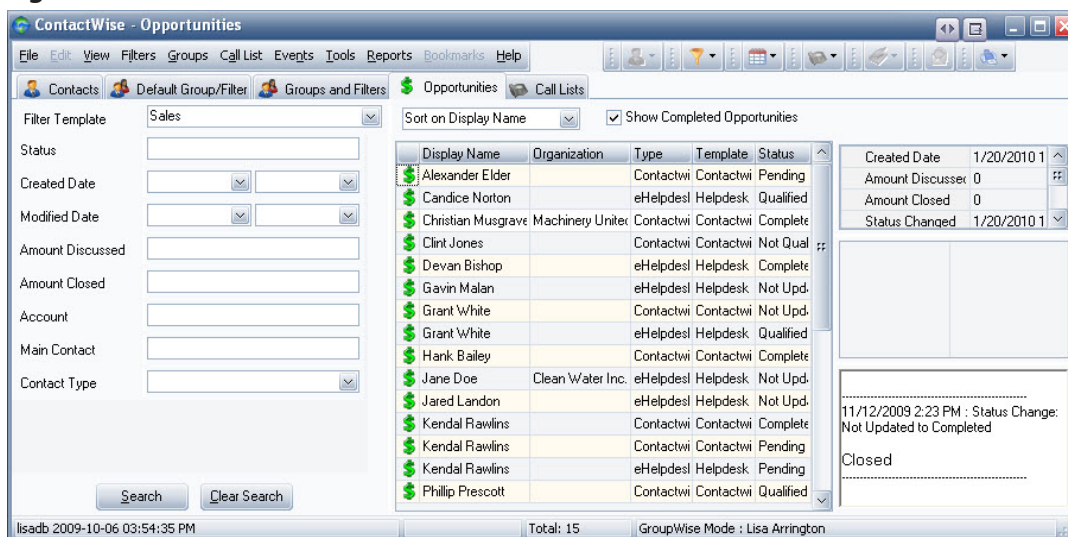 ContactWise - Opportunities
File Edit View Filters Groups Call List Events Tools Reports Bookmarks Help
Contacts Default Group/Filter Groups and Filters Opportunities Call Lists
Filter Template Sales
Status
Created Date
Modified Date
Amount Discussed
Amount Closed
Account
Main Contact
Contact Type
Search Clear Search
Sort on Display Name Show Completed Opportunities
Display Name Organization Type Template Status
Alexander Elder Contactwi Contactwi Pending
Candice Norton eHelpdesl Helpdesk Qualified
Christian Musgrave Machinery Unitec Contactwi Contactwi Complete
Clint Jones Contactwi Contactwi Not Qual
Devan Bishop eHelpdesl Helpdesk Complete
Gavin Malan eHelpdesl Helpdesk Not Upd
Grant White Contactwi Contactwi Not Upd
Grant White eHelpdesl Helpdesk Qualified
Hank Bailey Contactwi Contactwi Complete
Jane Doe Clean Water Inc. eHelpdesl Helpdesk Not Upd
Jared Landon eHelpdesl Helpdesk Not Upd
Kendal Rawlins Contactwi Contactwi Complete
Kendal Rawlins Contactwi Contactwi Pending
Kendal Rawlins eHelpdesl Helpdesk Pending
Phillip Prescott Contactwi Contactwi Qualified
Created Date 1/20/2010 1
Amount Discussec 0
Amount Closed 0
Status Changed 1/20/2010 1
11/12/2009 2:23 PM : Status Change:
Not Updated to Completed
Closed
lisadb 2009-10-06 03:54:35 PM Total: 15 GroupWise Mode : Lisa Arrington